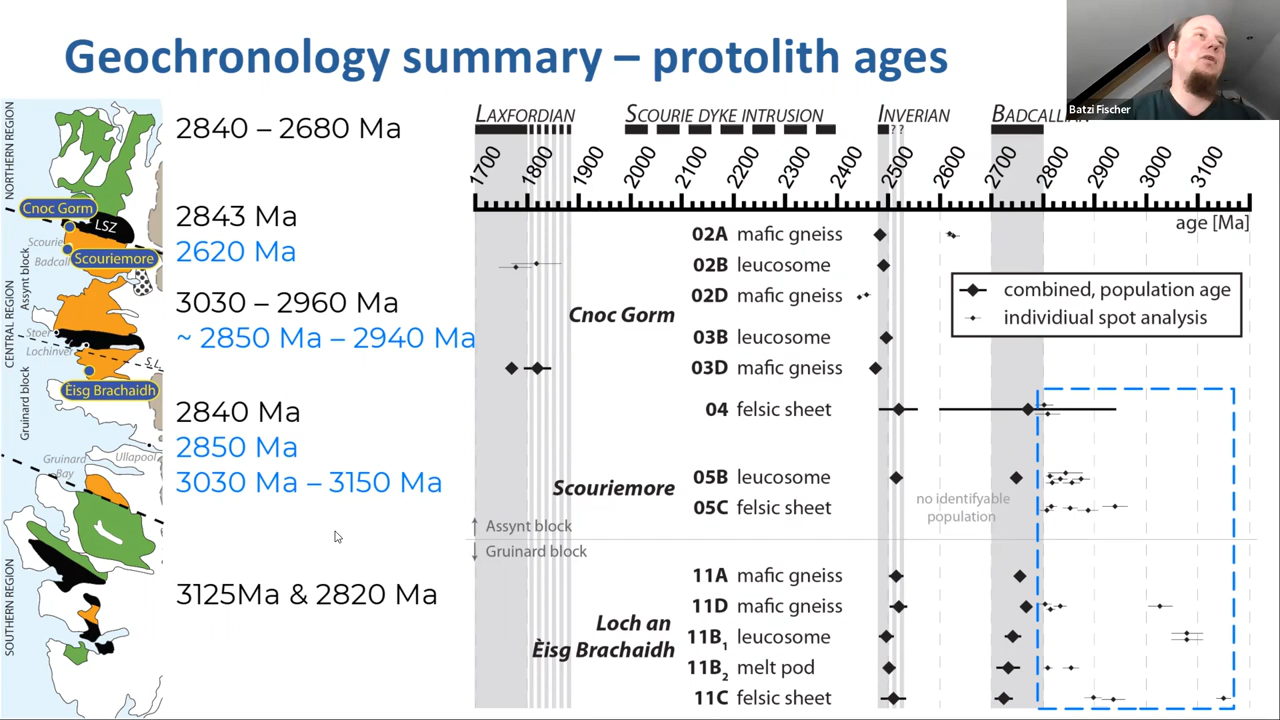 Geochronology summary – protolith ages
Batzi Fischer
NORTHERN REGION
CENTRAL REGION
SOUTHERN REGION
Assynt block
Gruinard block
Cnoc Gorm
LSZ
Scourie
Badcall
Scouriemore
Stoer
Lochinver
S.L.
Èisg Brachaidh
Gruinard
Bay
Ullapool
2840 – 2680 Ma
2843 Ma
2620 Ma
3030 – 2960 Ma
~ 2850 Ma – 2940 Ma
2840 Ma
2850 Ma
3030 Ma – 3150 Ma
3125Ma & 2820 Ma
LAXFORDIAN SCOURIE DYKE INTRUSION INVERIAN BADCALLIAN
? ?
1700 1800 1900 2000 2100 2200 2300 2400 2500 2600 2700 2800 2900 3000 3100
age [Ma]
combined, population age
individiual spot analysis
Cnoc Gorm
02A mafic gneiss
02B leucosome
02D mafic gneiss
03B leucosome
03D mafic gneiss
04 felsic sheet
Scouriemore
05B leucosome
05C felsic sheet
no identifyable
population
Assynt block
Gruinard block
Loch an
Èisg Brachaidh
11A mafic gneiss
11D mafic gneiss
11B1 leucosome
11B2 melt pod
11C felsic sheet